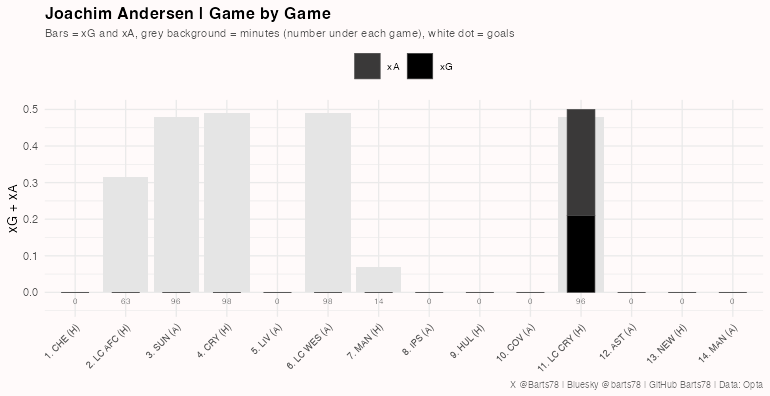 Joachim Andersen | Game by Game
Bars = xG and xA, grey background = minutes (number under each game), white dot = goals
xA xG
xG + xA
0.5
0.4
0.3
0.2
0.1
0.0
0 63 96 98 0 98 14 0 0 0 96 0 0 0
1. CHE (H)
2. LC AFC (H)
3. SUN (A)
4. CRY (H)
5. LIV (A)
6. LC WES (A)
7. MAN (H)
8. IPS (A)
9. HUL (H)
10. COV (A)
11. LC CRY (H)
12. AST (A)
13. NEW (H)
14. MAN (A)
X @Barts78 | Bluesky @barts78 | GitHub Barts78 | Data: Opta